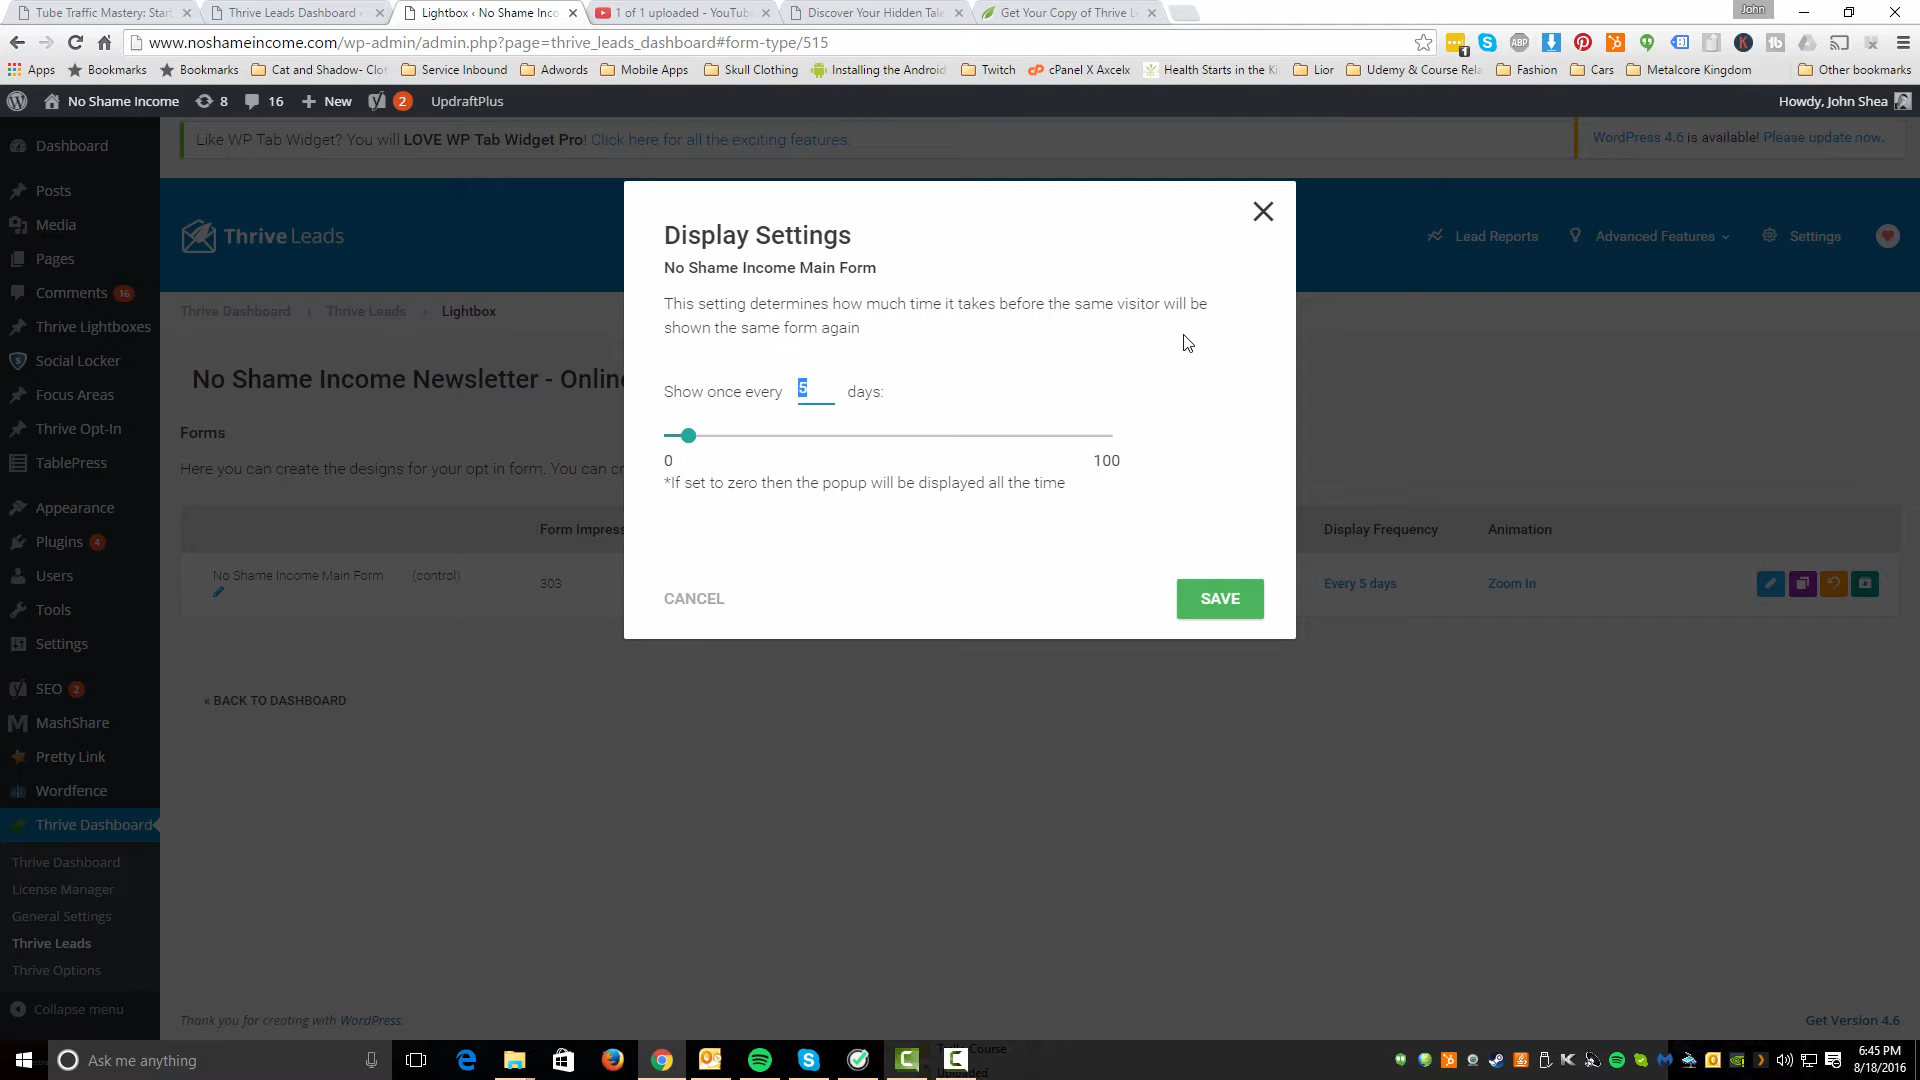 Tube Traffic Mastery: Start
Thrive Leads Dashboard ‹
Lightbox ‹ No Shame Inco
1 of 1 uploaded - YouTub
Discover Your Hidden Tale
Get Your Copy of Thrive L
John
www.noshameincome.com/wp-admin/admin.php?page=thrive_leads_dashboard#form-type/515
Apps
Bookmarks
Bookmarks
Cat and Shadow- Clot
Service Inbound
Adwords
Mobile Apps
Skull Clothing
Installing the Android
Twitch
cPanel X Axcelx
Health Starts in the Ki
Lior
Udemy & Course Rela
Fashion
Cars
Metalcore Kingdom
Other bookmarks
No Shame Income
8
16
New
2
UpdraftPlus
Howdy, John Shea
Like WP Tab Widget? You will LOVE WP Tab Widget Pro! Click here for all the exciting features.
WordPress 4.6 is available! Please update now.
Dashboard
Posts
Media
Pages
Comments 16
Thrive Lightboxes
Social Locker
Focus Areas
Thrive Opt-In
TablePress
Appearance
Plugins 4
Users
Tools
Settings
SEO 2
MashShare
Pretty Link
Wordfence
Thrive Dashboard
Thrive Dashboard
License Manager
General Settings
Thrive Leads
Thrive Options
Collapse menu
Thrive Leads
Lead Reports
Advanced Features
Settings
Thrive Dashboard
Thrive Leads
Lightbox
No Shame Income Newsletter - Online
Forms
Here you can create the designs for your opt in form. You can cr
Form Impress
Display Frequency
Animation
No Shame Income Main Form
(control)
303
Every 5 days
Zoom In
« BACK TO DASHBOARD
Display Settings
No Shame Income Main Form
This setting determines how much time it takes before the same visitor will be
shown the same form again
Show once every 5 days:
0
100
*If set to zero then the popup will be displayed all the time
CANCEL
SAVE
Thank you for creating with WordPress.
Get Version 4.6
Ask me anything
Course
Uploaded
6:45 PM
8/18/2016